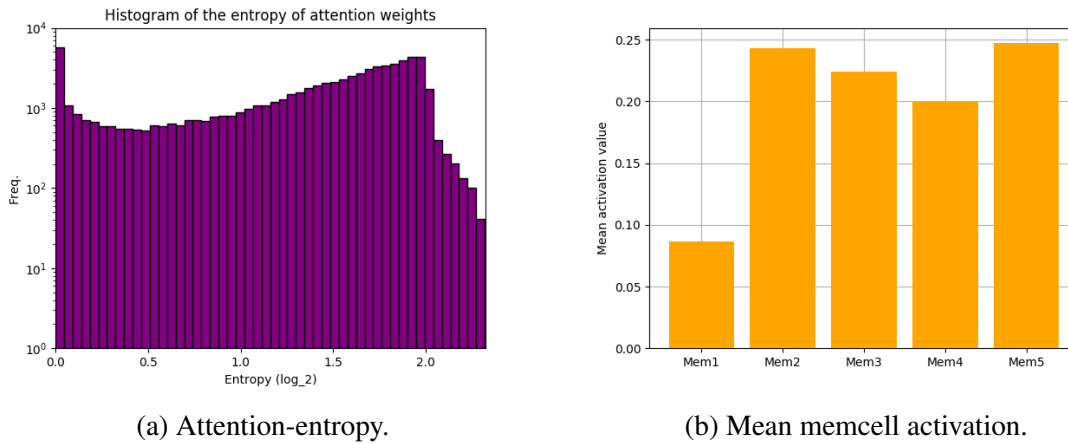 Histogram of the entropy of attention weights
10^4
10^3
10^2
10^1
10^0
Freq.
0.0 0.5 1.0 1.5 2.0
Entropy (log_2)
(a) Attention-entropy.
0.25
0.20
0.15
0.10
0.05
0.00
Mean activation value
Mem1 Mem2 Mem3 Mem4 Mem5
(b) Mean memcell activation.